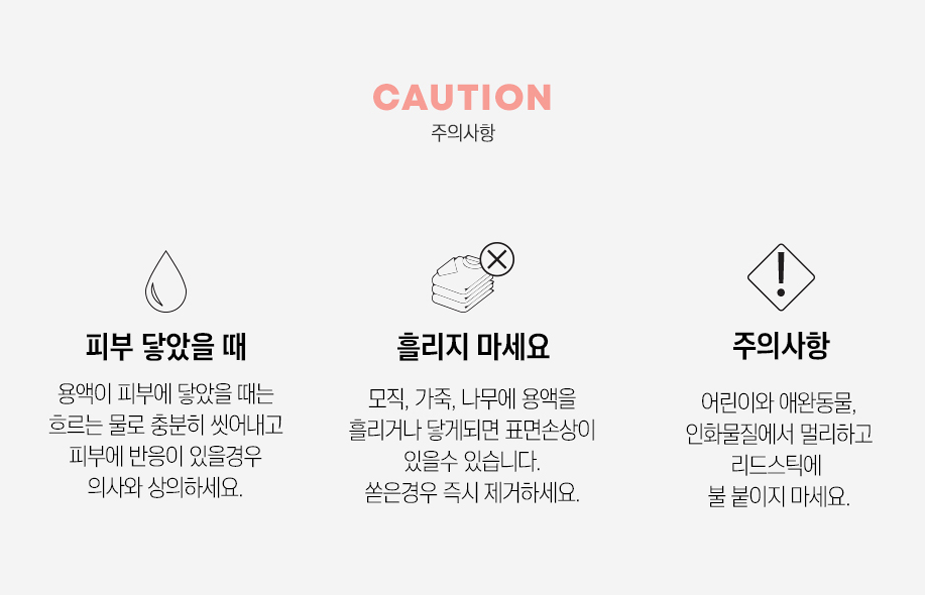 CAUTION
주의사항
피부 닿았을 때
용액이 피부에 닿았을 때는
흐르는 물로 충분히 씻어내고
피부에 반응이 있을경우
의사와 상의하세요.
흘리지 마세요
모직, 가죽, 나무에 용액을
흘리거나 닿게되면 표면손상이
있을수 있습니다.
쏟은경우 즉시 제거하세요.
주의사항
어린이와 애완동물,
인화물질에서 멀리하고
리드스틱에
불 붙이지 마세요.